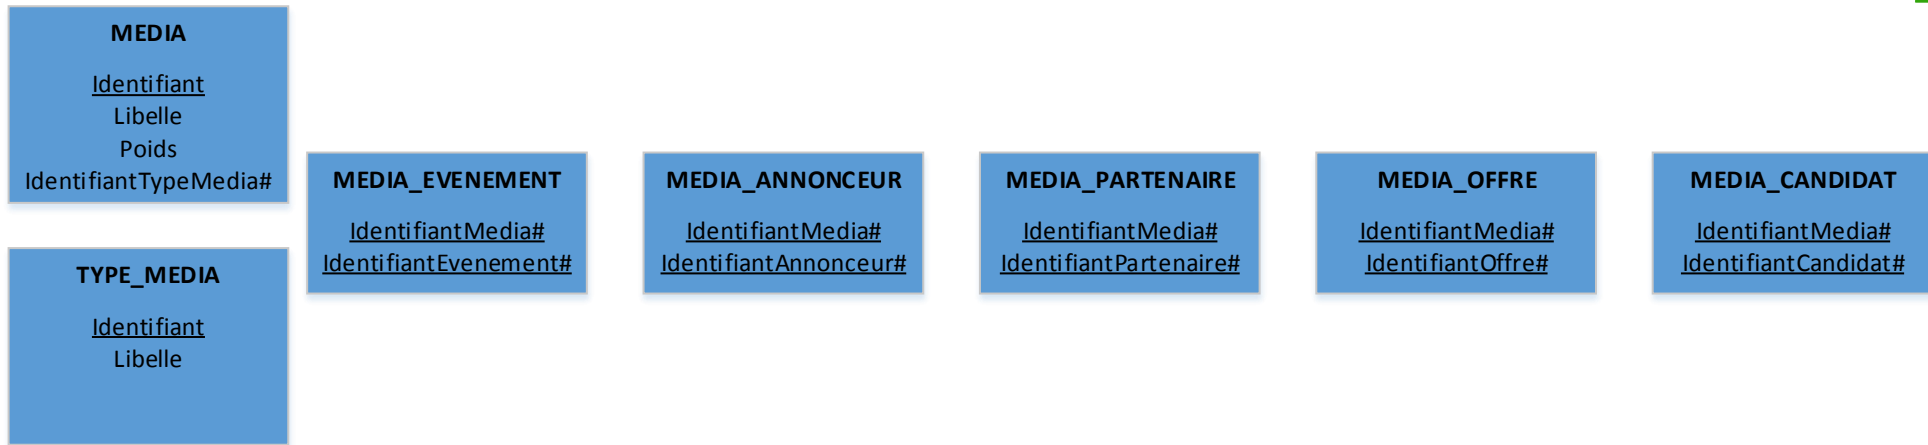 MEDIA
Identifiant
Libelle
Poids
IdentifiantTypeMedia#
TYPE_MEDIA
Identifiant
Libelle
MEDIA_EVENEMENT
IdentifiantMedia#
IdentifiantEvenement#
MEDIA_ANNONCEUR
IdentifiantMedia#
IdentifiantAnnonceur#
MEDIA_PARTENAIRE
IdentifiantMedia#
IdentifiantPartenaire#
MEDIA_OFFRE
IdentifiantMedia#
IdentifiantOffre#
MEDIA_CANDIDAT
IdentifiantMedia#
IdentifiantCandidat#